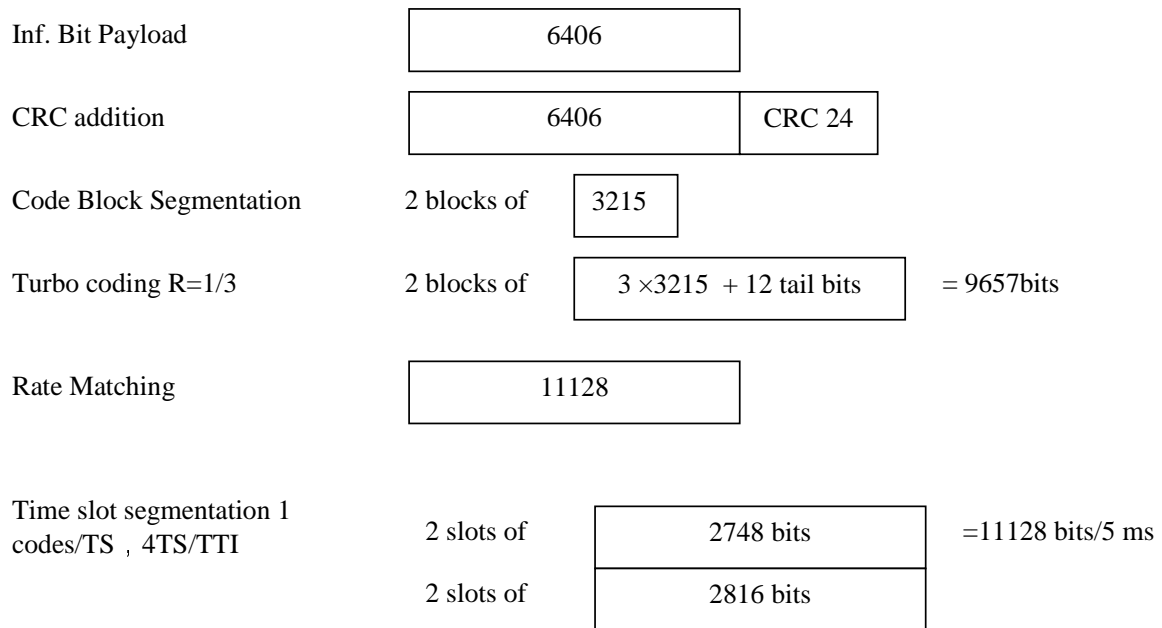 Inf. Bit Payload 6406
CRC addition 6406 CRC 24
Code Block Segmentation 2 blocks of 3215
Turbo coding R=1/3 2 blocks of 3 ×3215 + 12 tail bits = 9657bits
Rate Matching 11128
Time slot segmentation 1
codes/TS , 4TS/TTI 2 slots of 2748 bits =11128 bits/5 ms
2 slots of 2816 bits